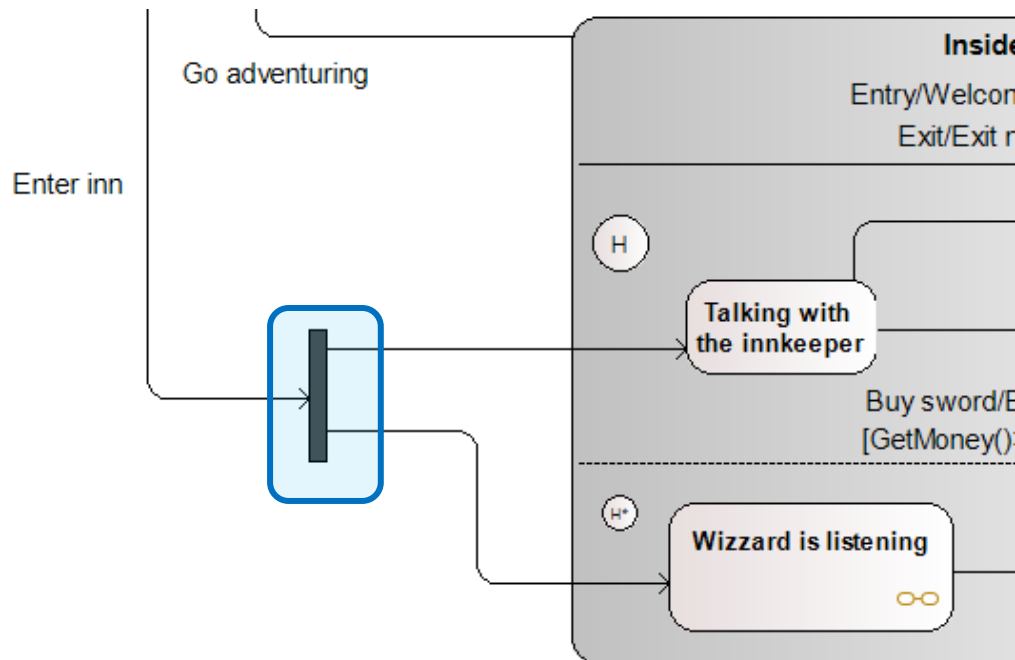 Inside
Go adventuring
Entry/Welcom
Exit/Exit
Enter inn
H
Talking with
the innkeeper
Buy sword/
[GetMoney()
H*
Wizzard is listening